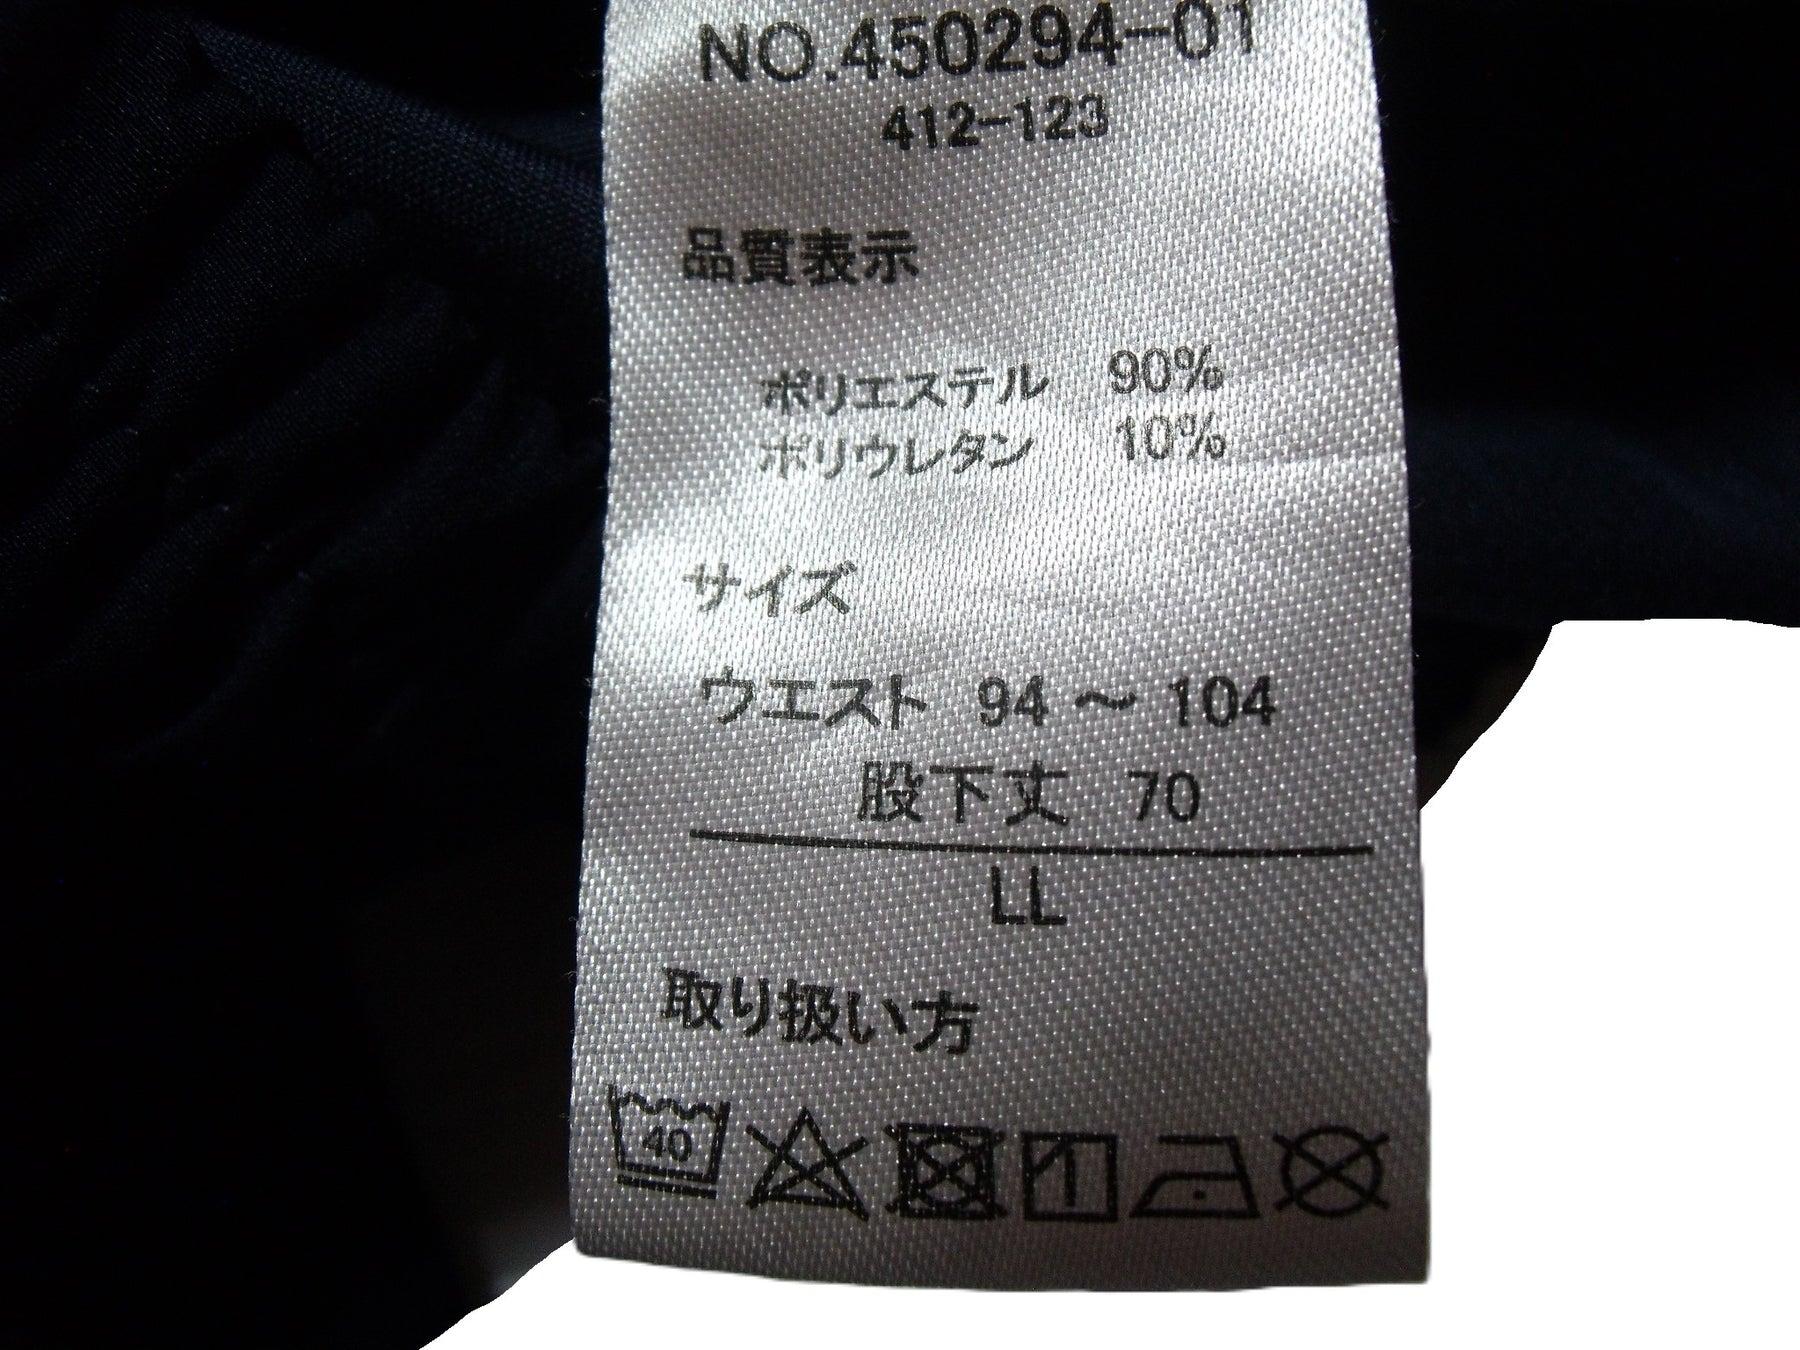 NO.450294-01
412-123
品質表示
ポリエステル 90%
ポリウレタン 10%
サイズ
ウエスト 94～104
股下丈 70
LL
取り扱い方
40